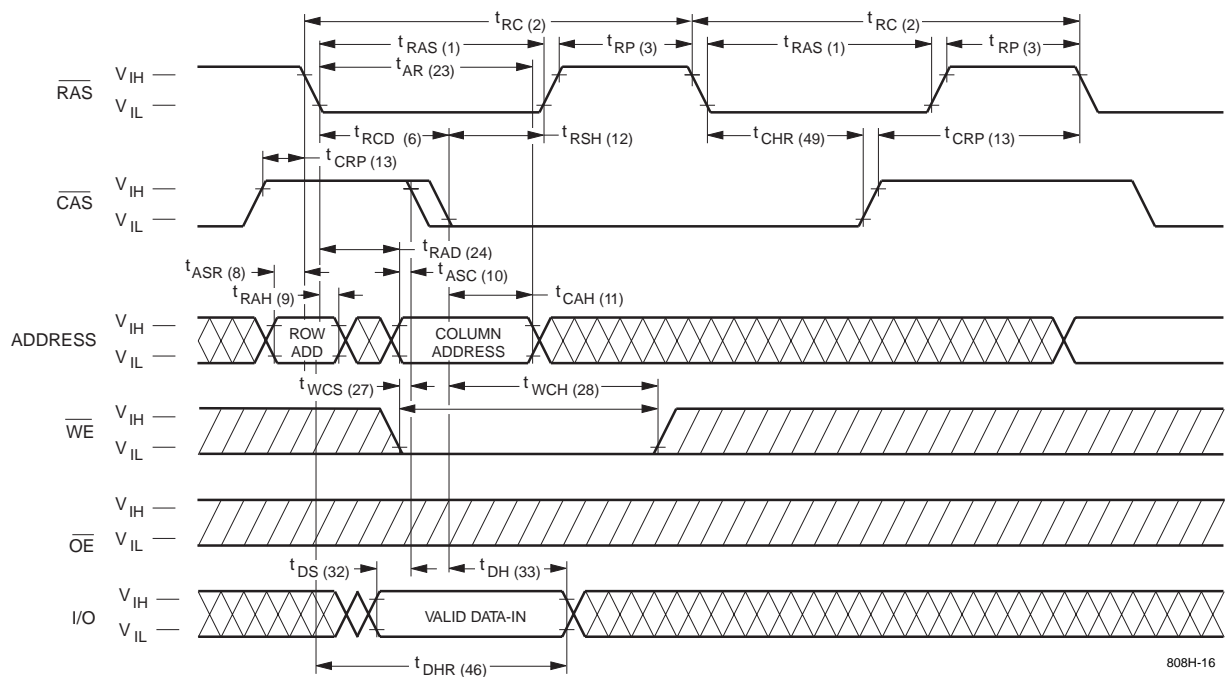 t RC (2) t RC (2)
t RAS (1) t RP (3) t RAS (1) t RP (3)
t AR (23)
RAS V IH
V IL
t RCD (6) t RSH (12) t CHR (49) t CRP (13)
t CRP (13)
CAS V IH
V IL
t RAD (24)
t ASR (8) t ASC (10)
t RAH (9) t CAH (11)
ADDRESS V IH ROW ADD COLUMN ADDRESS
V IL
t WCS (27) t WCH (28)
WE V IH
V IL
OE V IH
V IL
t DS (32) t DH (33)
I/O V IH VALID DATA-IN
V IL
t DHR (46)
808H-16